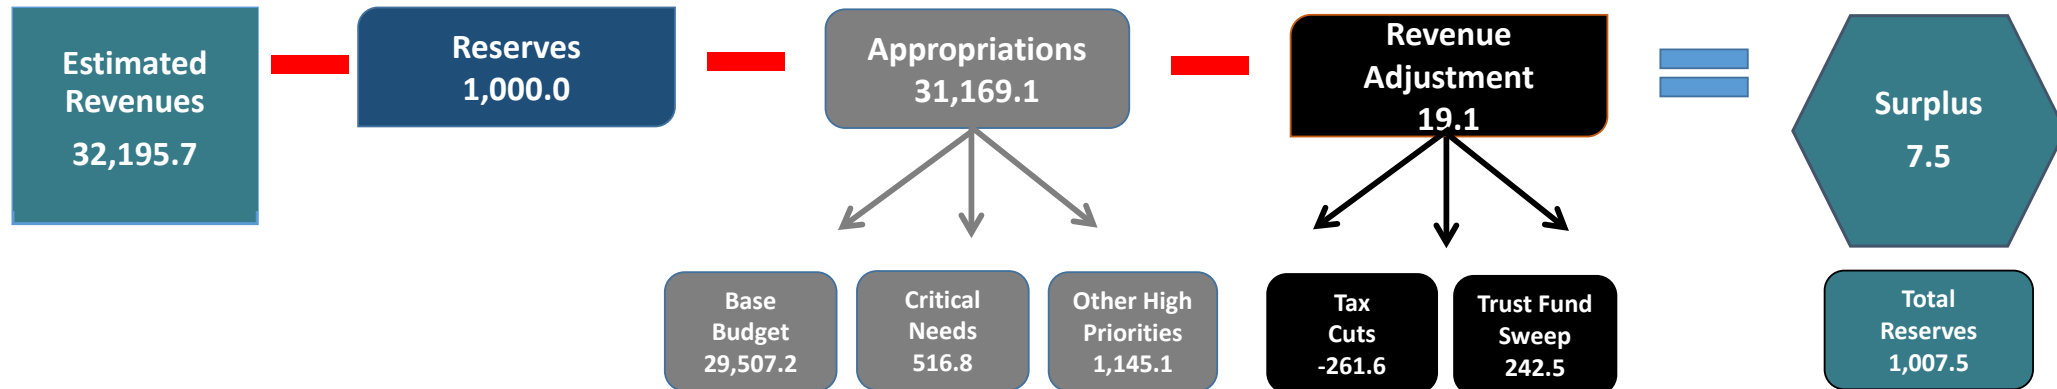 Estimated
Revenues
32,195.7
Reserves
1,000.0
Appropriations
31,169.1
Revenue
Adjustment
19.1
Surplus
7.5
Base
Budget
29,507.2
Critical
Needs
516.8
Other High
Priorities
1,145.1
Tax
Cuts
-261.6
Trust Fund
Sweep
242.5
Total
Reserves
1,007.5